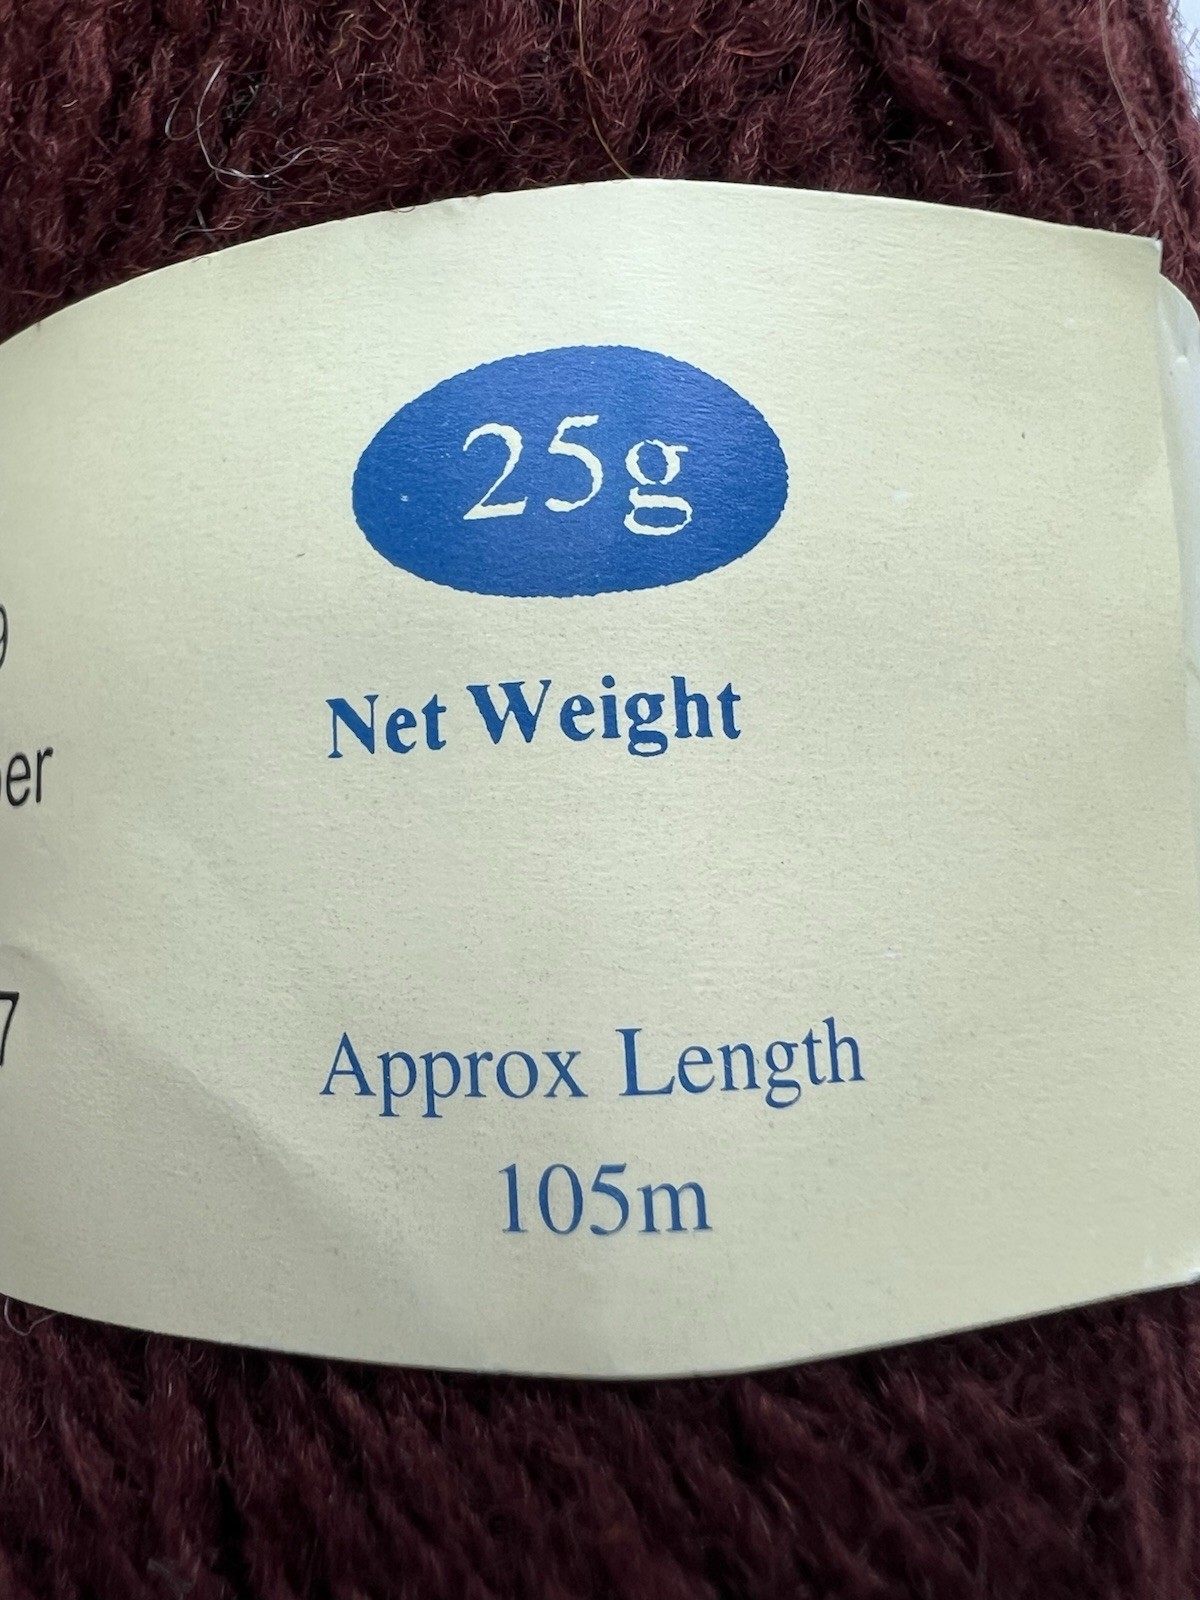 25g
Net Weight
Approx Length
105m